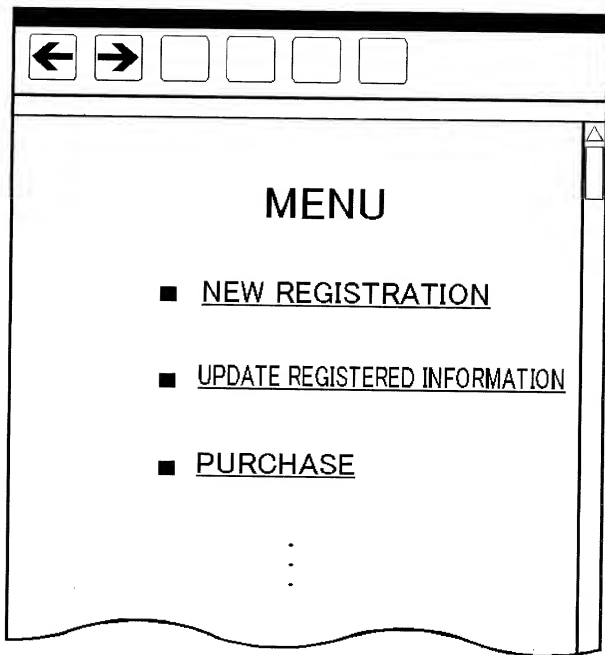 MENU
■ NEW REGISTRATION
■ UPDATE REGISTERED INFORMATION
■ PURCHASE